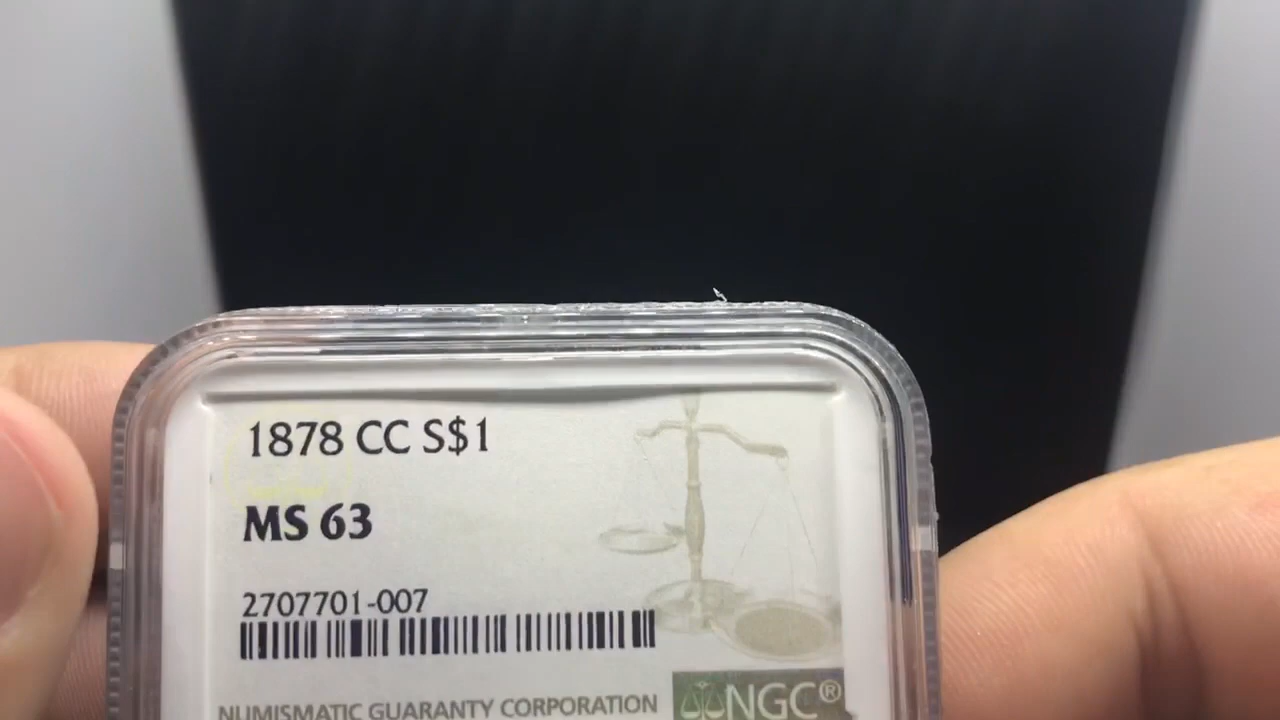 1878 CC S$1
MS 63
2707701-007
NUMISMATIC GUARANTY CORPORATION
NGC®